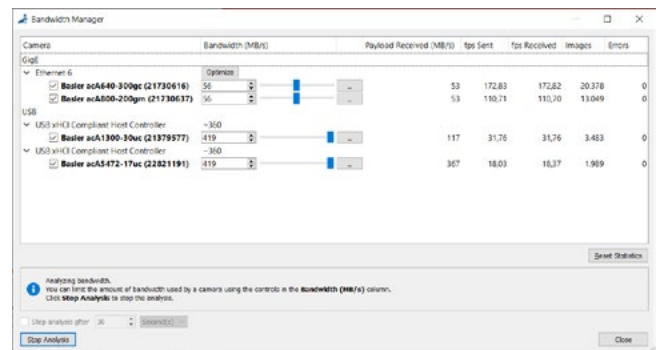 Bandwidth Manager
Camera Bandwidth (MB/s) Payload Received (MB/s) fps Sent fps Received Images Errors
GigE
Ethernet 6 Optimize
Basler acA640-300gc (21730616) 56 ... 53 172,83 172,82 20.378 0
Basler acA800-200gm (21730637) 56 ... 53 110,71 110,70 13.049 0
USB
USB xHCI Compliant Host Controller ~360
Basler acA1300-30uc (21379577) 419 ... 117 31,76 31,76 3.483 0
USB xHCI Compliant Host Controller ~360
Basler acA5472-17uc (22821191) 419 ... 367 18,03 18,37 1.989 0
Reset Statistics
Analyzing bandwidth.
You can limit the amount of bandwidth used by a camera using the controls in the Bandwidth (MB/s) column.
Click Stop Analysis to stop the analysis.
Stop analysis after 30 Second(s)
Stop Analysis Close